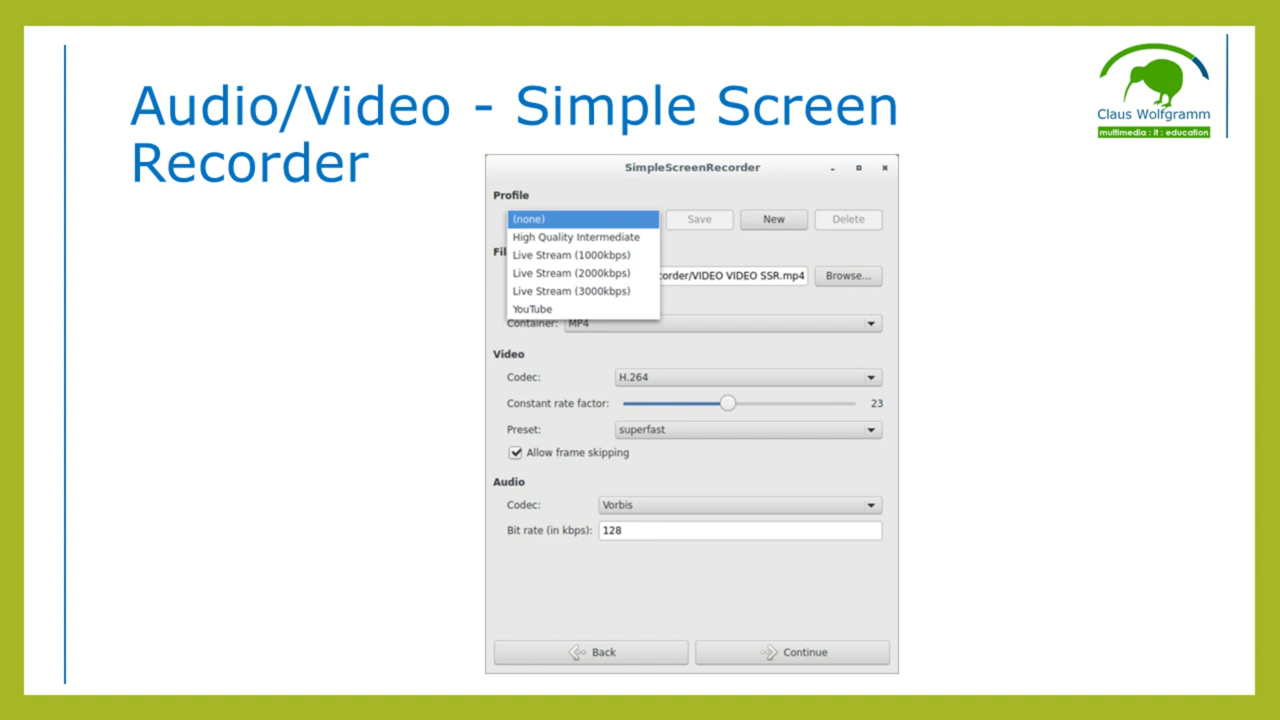 Audio/Video - Simple Screen
Recorder
Claus Wolfgramm
multimedia : it : education
SimpleScreenRecorder
Profile
(none)
Save
New
Delete
High Quality Intermediate
Live Stream (1000kbps)
Live Stream (2000kbps)
Live Stream (3000kbps)
YouTube
Fil
corder/VIDEO VIDEO SSR.mp4
Browse...
Container: MP4
Video
Codec: H.264
Constant rate factor: 23
Preset: superfast
Allow frame skipping
Audio
Codec: Vorbis
Bit rate (in kbps): 128
Back
Continue